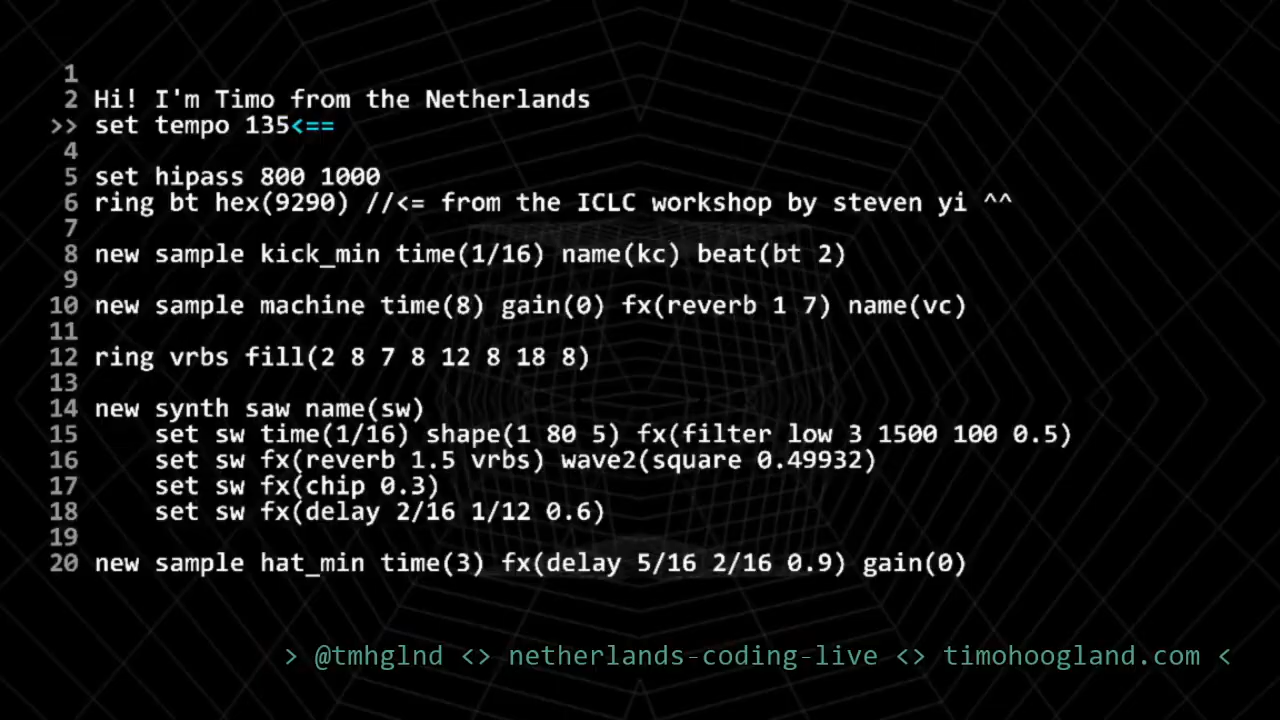 1
2 Hi! I'm Timo from the Netherlands
>> set tempo 135<==
4
5 set hipass 800 1000
6 ring bt hex(9290) //<= from the ICLC workshop by steven yi ^^
7
8 new sample kick_min time(1/16) name(kc) beat(bt 2)
9
10 new sample machine time(8) gain(0) fx(reverb 1 7) name(vc)
11
12 ring vrbs fill(2 8 7 8 12 8 18 8)
13
14 new synth saw name(sw)
15     set sw time(1/16) shape(1 80 5) fx(filter low 3 1500 100 0.5)
16     set sw fx(reverb 1.5 vrbs) wave2(square 0.49932)
17     set sw fx(chip 0.3)
18     set sw fx(delay 2/16 1/12 0.6)
19
20 new sample hat_min time(3) fx(delay 5/16 2/16 0.9) gain(0)
> @tmhglnd <> netherlands-coding-live <> timohoogland.com <